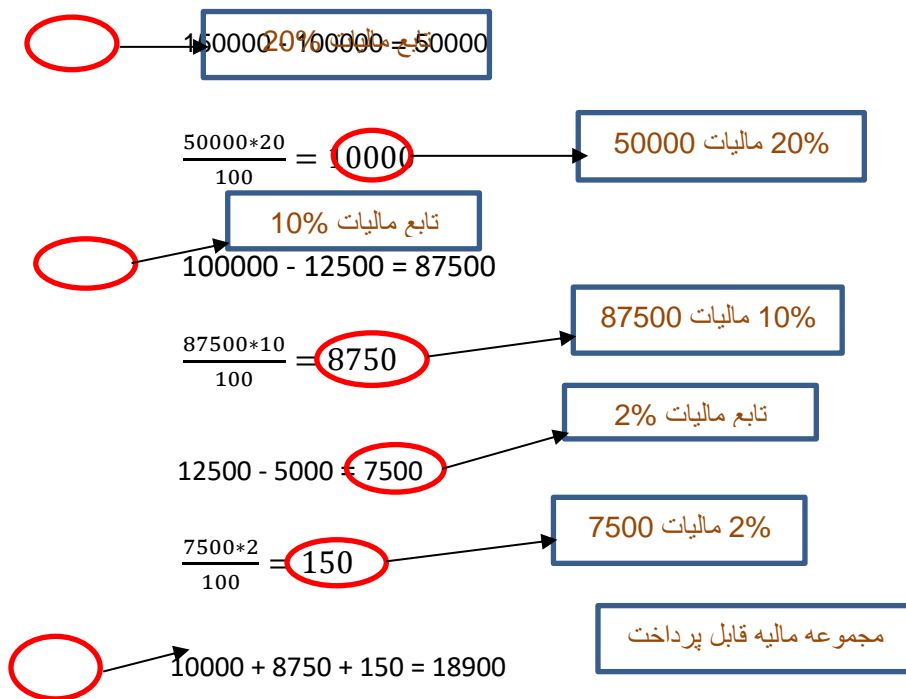 150000 - 100000 = 50000
تابع مالیات 20%
50000*20/100 = 10000
20% مالیات 50000
تابع مالیات 10%
100000 - 12500 = 87500
87500*10/100 = 8750
10% مالیات 87500
تابع مالیات 2%
12500 - 5000 = 7500
7500*2/100 = 150
2% مالیات 7500
مجموعه مالیه قابل پرداخت
10000 + 8750 + 150 = 18900